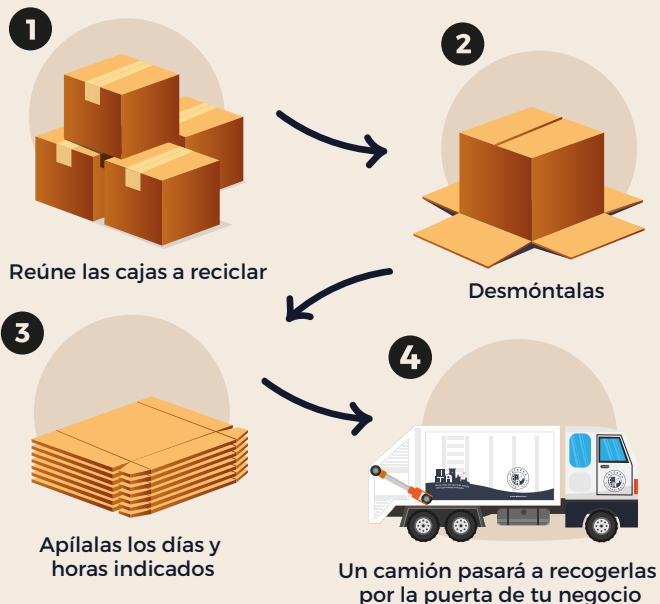 1
Reúne las cajas a reciclar
2
Desmóntalas
3
Apílalas los días y
horas indicados
4
Un camión pasará a recogerlas
por la puerta de tu negocio